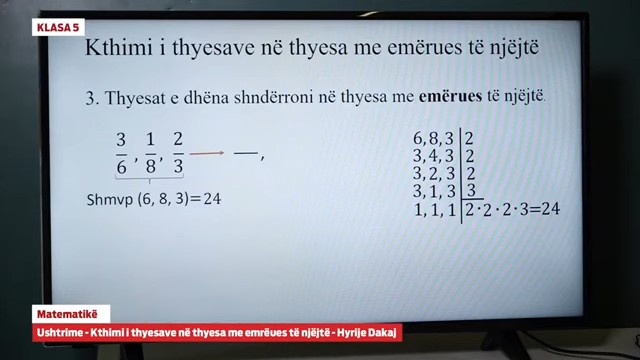 KLASA 5
Kthimi i thyesave në thyesa me emërues të njëjtë
3. Thyesat e dhëna shndërroni në thyesa me emërues të njëjtë.
3/6 , 1/8 , 2/3 → — ,
Shmvp (6, 8, 3)=24
6, 8, 3 | 2
3, 4, 3 | 2
3, 2, 3 | 2
3, 1, 3 | 3
1, 1, 1 | 2·2·2·3=24
Matematikë
Ushtrime - Kthimi i thyesave në thyesa me emrëues të njëjtë - Hyrije Dakaj